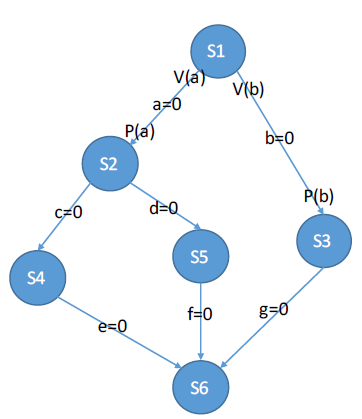 S1
V(a)
V(b)
a=0
P(a)
b=0
S2
P(b)
c=0
d=0
S3
S4
S5
e=0
f=0
g=0
S6